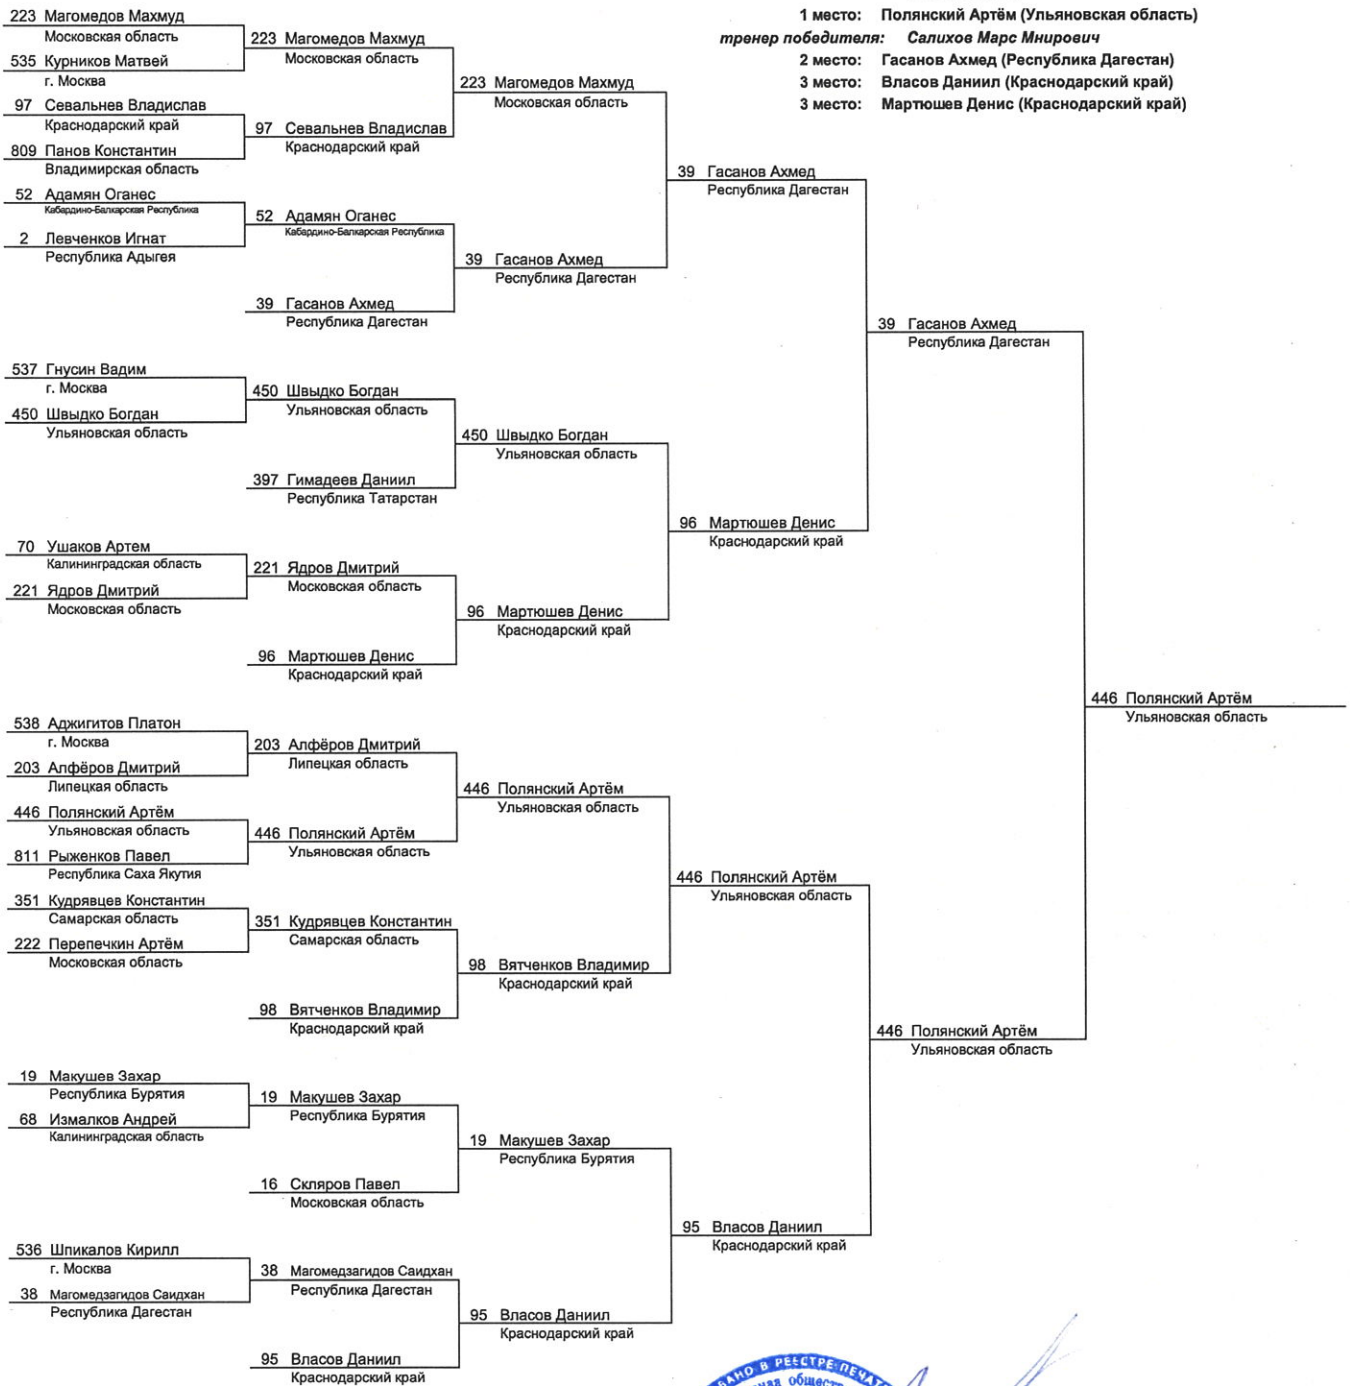 1 место: Полянский Артём (Ульяновская область)
тренер победителя: Салихов Марс Мнирович
2 место: Гасанов Ахмед (Республика Дагестан)
3 место: Власов Даниил (Краснодарский край)
3 место: Мартюшев Денис (Краснодарский край)
223 Магомедов Махмуд
Московская область
535 Курников Матвей
г. Москва
97 Севальнев Владислав
Краснодарский край
809 Панов Константин
Владимирская область
52 Адамян Оганес
Кабардино-Балкарская Республика
2 Левченков Игнат
Республика Адыгея
537 Гнусин Вадим
г. Москва
450 Швыдко Богдан
Ульяновская область
70 Ушаков Артем
Калининградская область
221 Ядров Дмитрий
Московская область
538 Аджигитов Платон
г. Москва
203 Алфёров Дмитрий
Липецкая область
446 Полянский Артём
Ульяновская область
811 Рыженков Павел
Республика Саха Якутия
351 Кудрявцев Константин
Самарская область
222 Перепечкин Артём
Московская область
19 Макушев Захар
Республика Бурятия
68 Измалков Андрей
Калининградская область
536 Шпикалов Кирилл
г. Москва
38 Магомедзагидов Саидхан
Республика Дагестан
223 Магомедов Махмуд
Московская область
97 Севальнев Владислав
Краснодарский край
52 Адамян Оганес
Кабардино-Балкарская Республика
39 Гасанов Ахмед
Республика Дагестан
450 Швыдко Богдан
Ульяновская область
397 Гимадеев Даниил
Республика Татарстан
221 Ядров Дмитрий
Московская область
96 Мартюшев Денис
Краснодарский край
203 Алфёров Дмитрий
Липецкая область
446 Полянский Артём
Ульяновская область
351 Кудрявцев Константин
Самарская область
98 Вятченков Владимир
Краснодарский край
19 Макушев Захар
Республика Бурятия
16 Скляров Павел
Московская область
38 Магомедзагидов Саидхан
Республика Дагестан
95 Власов Даниил
Краснодарский край
223 Магомедов Махмуд
Московская область
39 Гасанов Ахмед
Республика Дагестан
450 Швыдко Богдан
Ульяновская область
96 Мартюшев Денис
Краснодарский край
446 Полянский Артём
Ульяновская область
98 Вятченков Владимир
Краснодарский край
19 Макушев Захар
Республика Бурятия
95 Власов Даниил
Краснодарский край
39 Гасанов Ахмед
Республика Дагестан
96 Мартюшев Денис
Краснодарский край
446 Полянский Артём
Ульяновская область
95 Власов Даниил
Краснодарский край
39 Гасанов Ахмед
Республика Дагестан
446 Полянский Артём
Ульяновская область
446 Полянский Артём
Ульяновская область
В РЕЕСТРЕ